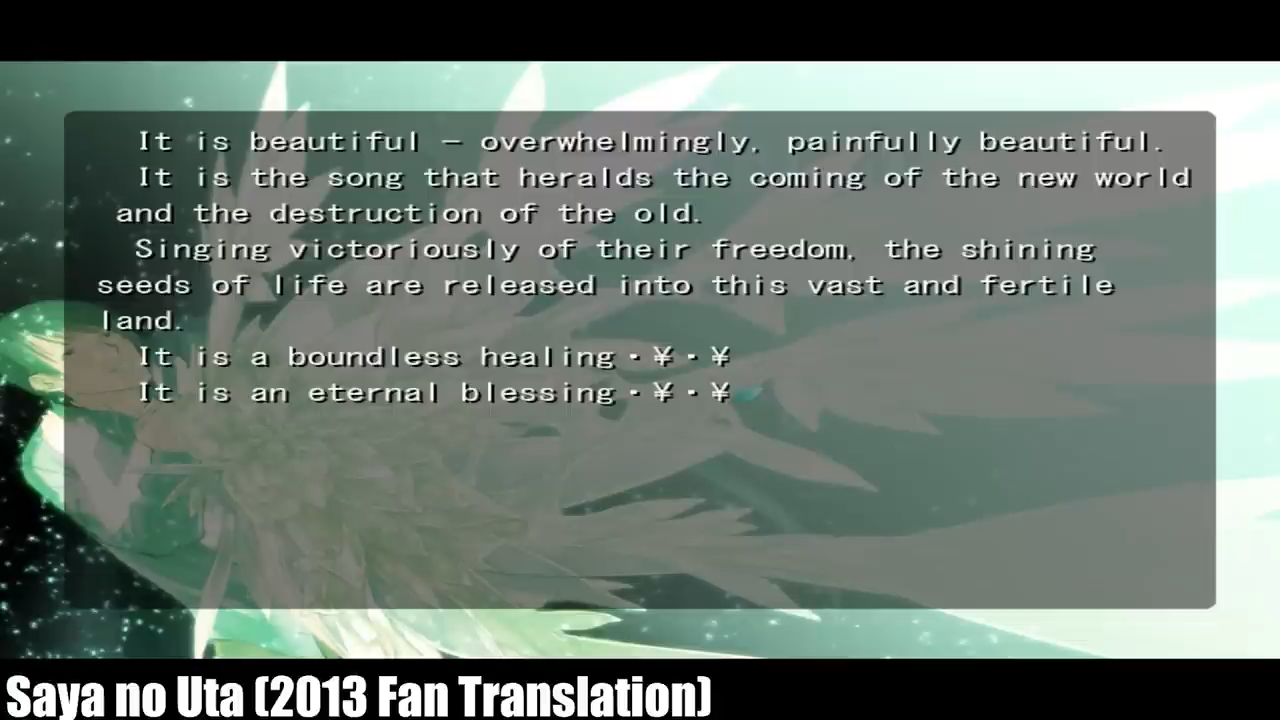 It is beautiful — overwhelmingly, painfully beautiful.
It is the song that heralds the coming of the new world
and the destruction of the old.
Singing victoriously of their freedom, the shining
seeds of life are released into this vast and fertile
land.
It is a boundless healing・¥・¥
It is an eternal blessing・¥・¥
Saya no Uta (2013 Fan Translation)